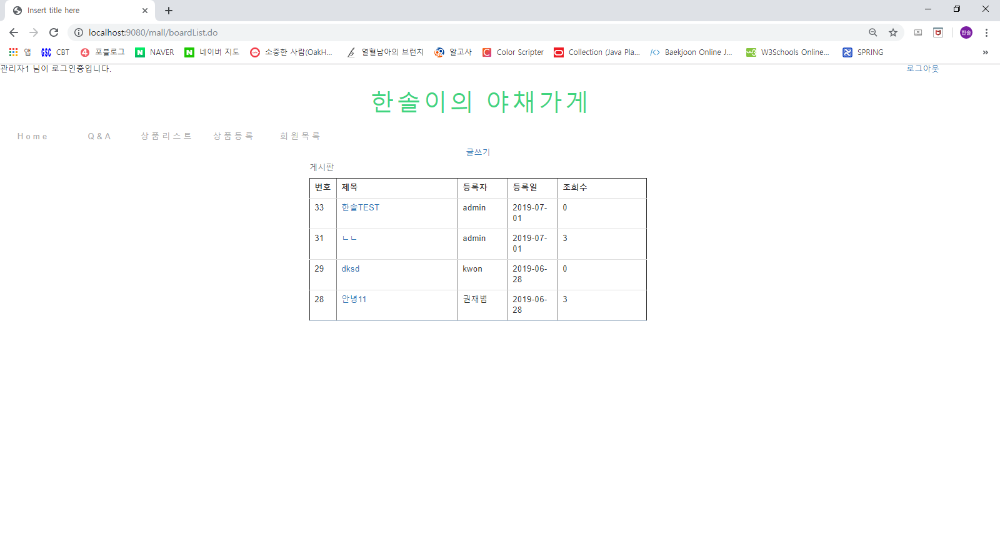 Insert title here
localhost:9080/mall/boardList.do
한솔
앱 GSC CBT 4 포블로그 N NAVER N 네이버 지도 소중한 사람(OakH... 열혈남아의 브런치 알고사 C Color Scripter Collection (Java Pla... Baekjoon Online J... W3Schools Online... SPRING »
관리자1 님이 로그인중입니다. 로그아웃
한솔이의 야채가게
Home Q&A 상품리스트 상품등록 회원목록
글쓰기
게시판
번호 제목 등록자 등록일 조회수
33 한솔TEST admin 2019-07-01 0
31 ㄴㄴ admin 2019-07-01 3
29 dksd kwon 2019-06-28 0
28 안녕11 권재범 2019-06-28 3